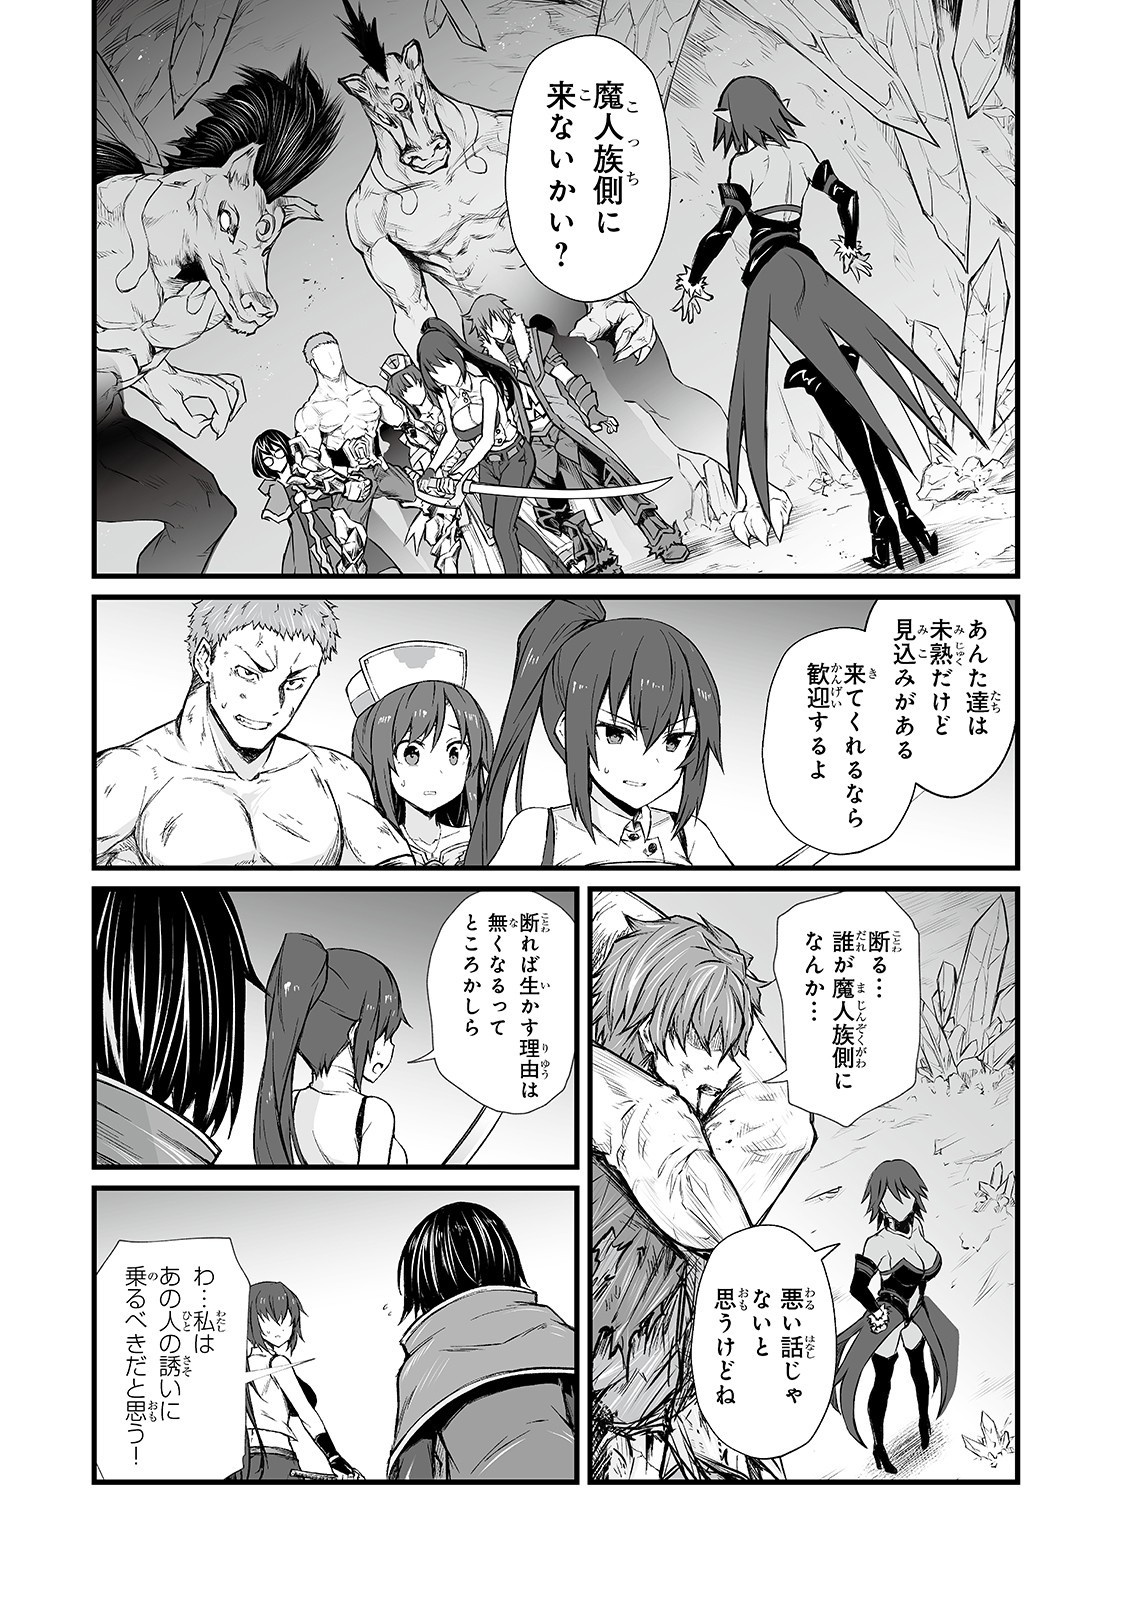 魔人族側に
来ないかい?
あんた達は
未熟だけど
見込みがある
来てくれるなら
歓迎するよ
断る…
誰が魔人族側に
なんか…
悪い話じゃ
ないと
思うけどね
断れば生かす理由は
無くなるって
ところかしら
わ…私は
あの人の誘いに
乗るべきだと思う!